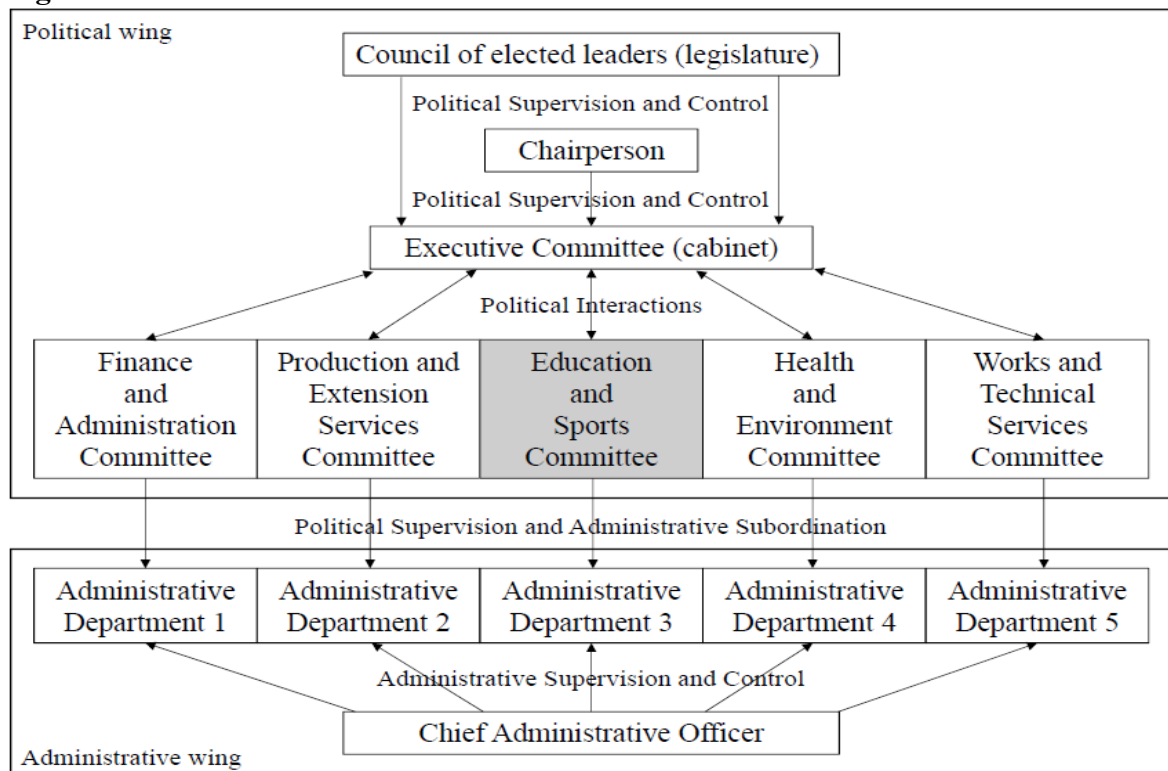 Political wing
Council of elected leaders (legislature)
Political Supervision and Control
Chairperson
Political Supervision and Control
Executive Committee (cabinet)
Political Interactions
Finance
and
Administration
Committee
Production and
Extension
Services
Committee
Education
and
Sports
Committee
Health
and
Environment
Committee
Works and
Technical
Services
Committee
Political Supervision and Administrative Subordination
Administrative
Department 1
Administrative
Department 2
Administrative
Department 3
Administrative
Department 4
Administrative
Department 5
Administrative Supervision and Control
Chief Administrative Officer
Administrative wing